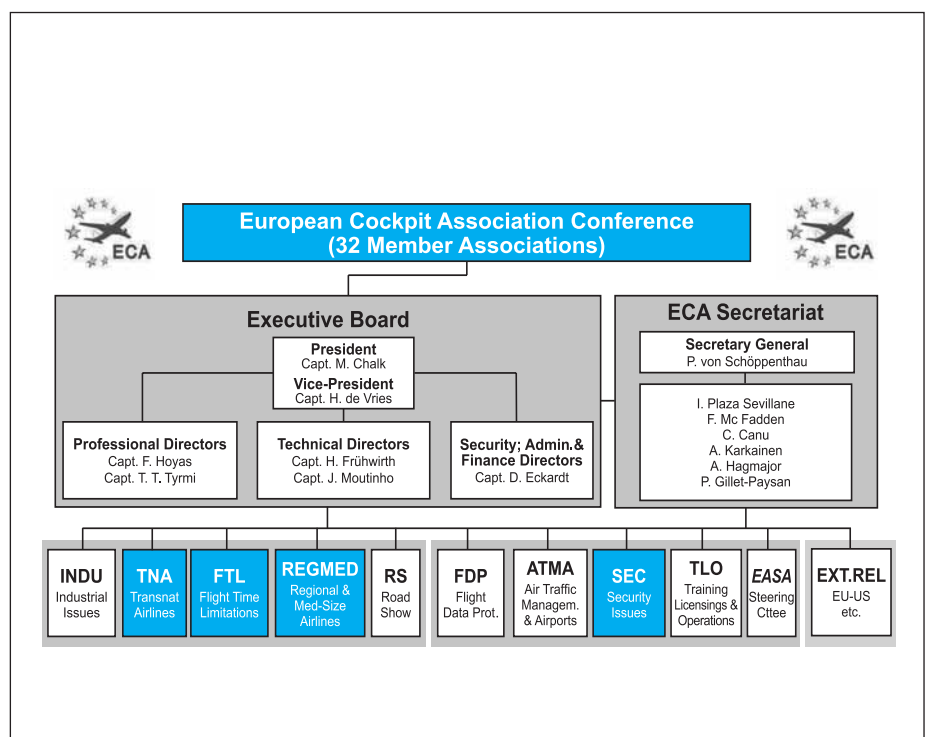 ECA
European Cockpit Association Conference
(32 Member Associations)
ECA
Executive Board
President
Capt. M. Chalk
Vice-President
Capt. H. de Vries
Professional Directors
Capt. F. Hoyas
Capt. T. T. Tyrmi
Technical Directors
Capt. H. Frühwirth
Capt. J. Moutinho
Security; Admin.&
Finance Directors
Capt. D. Eckardt
ECA Secretariat
Secretary General
P. von Schöppenthau
I. Plaza Sevillane
F. Mc Fadden
C. Canu
A. Karkainen
A. Hagmajor
P. Gillet-Paysan
INDU
Industrial
Issues
TNA
Transnat
Airlines
FTL
Flight Time
Limitations
REGMED
Regional &
Med-Size
Airlines
RS
Road
Show
FDP
Flight
Data Prot.
ATMA
Air Traffic
Managem.
& Airports
SEC
Security
Issues
TLO
Training
Licensings &
Operations
EASA
Steering
Cttee
EXT.REL
EU-US
etc.